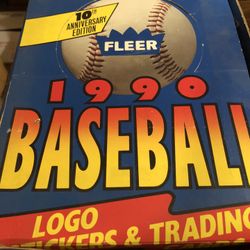 10TH
ANNIVERSARY
EDITION
FLEER
1990
BASEBALL
LOGO
STICKERS & TRADING